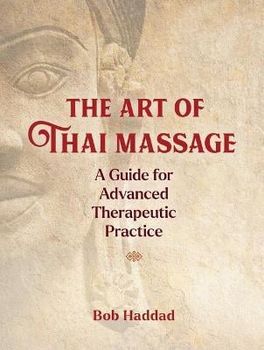 THE ART OF
THAI MASSAGE
A Guide for
Advanced
Therapeutic
Practice
Bob Haddad